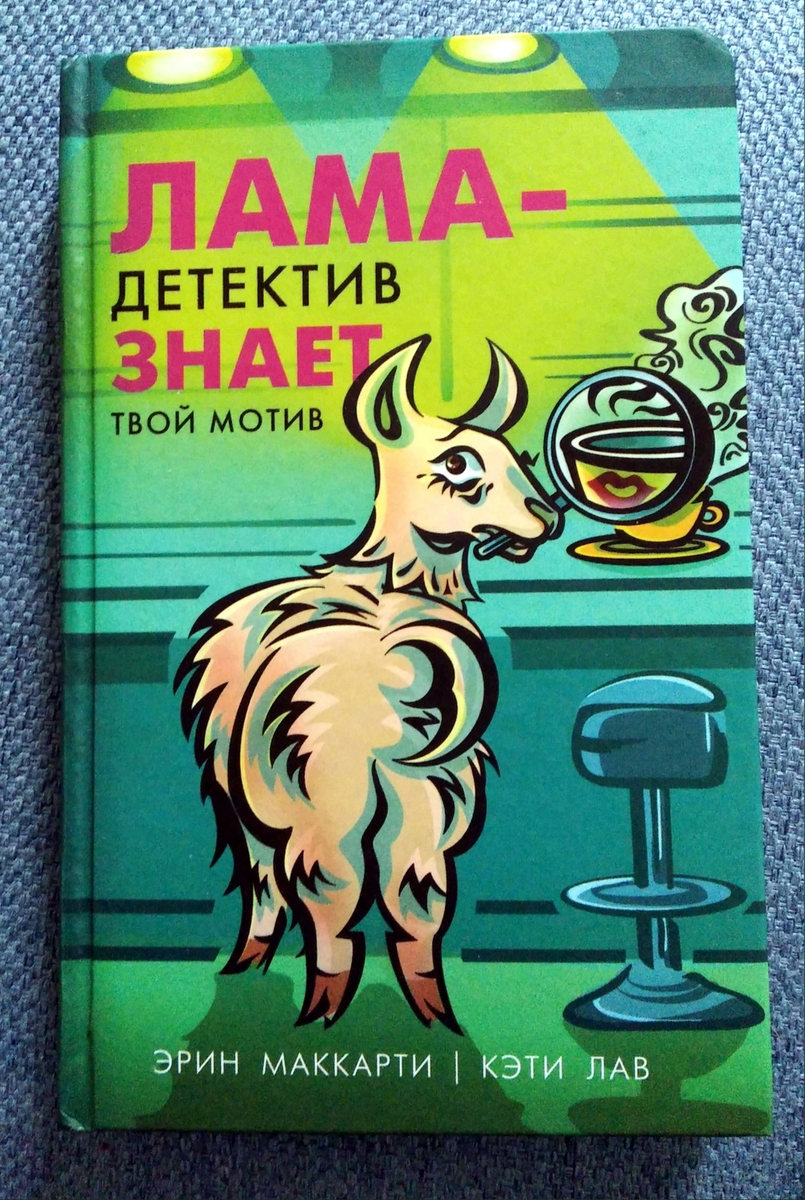 ЛАМА-
ДЕТЕКТИВ
ЗНАЕТ
ТВОЙ МОТИВ
ЭРИН МАККАРТИ | КЭТИ ЛАВ